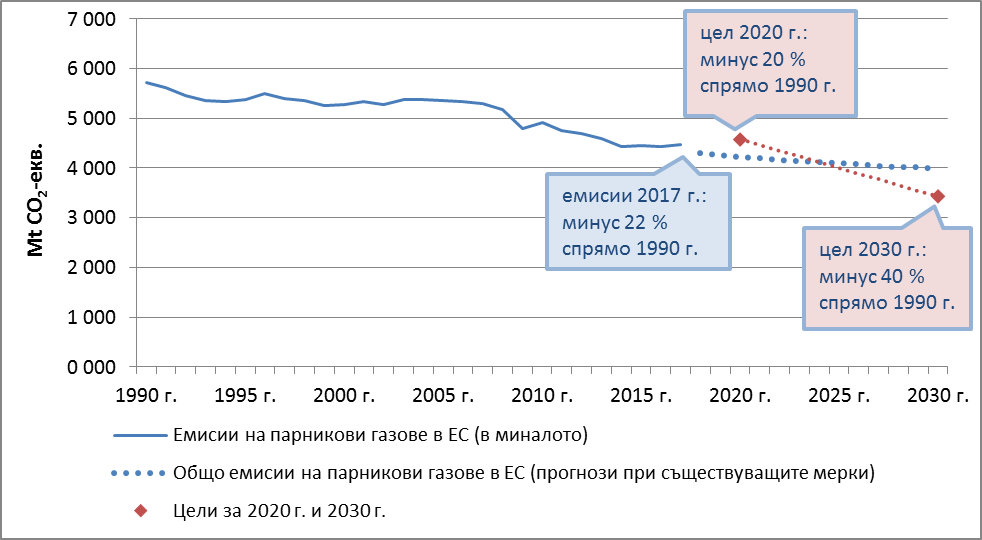 7 000
6 000
5 000
4 000
3 000
2 000
1 000
0 000
Mt CO₂-екв.
1990 г.
1995 г.
2000 г.
2005 г.
2010 г.
2015 г.
2020 г.
2025 г.
2030 г.
цел 2020 г.:
минус 20 %
спрямо 1990 г.
емисии 2017 г.:
минус 22 %
спрямо 1990 г.
цел 2030 г.:
минус 40 %
спрямо 1990 г.
Емисии на парникови газове в ЕС (в миналото)
Общо емисии на парникови газове в ЕС (прогнози при съществуващите мерки)
Цели за 2020 г. и 2030 г.